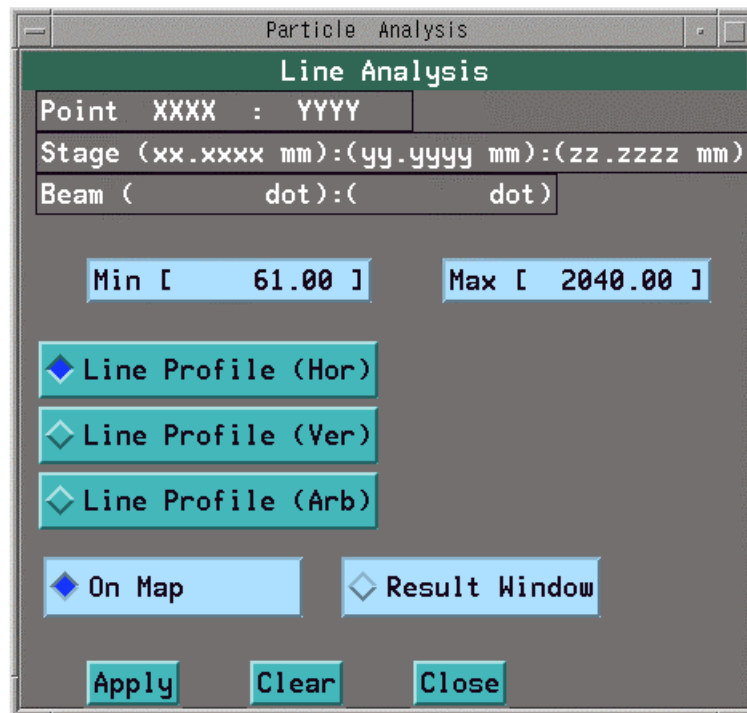 Particle Analysis
Line Analysis
Point XXXX : YYYY
Stage (xx.xxxx mm):(yy.yyyy mm):(zz.zzzz mm)
Beam ( dot):( dot)
Min [ 61.00 ] Max [ 2040.00 ]
Line Profile (Hor)
Line Profile (Ver)
Line Profile (Arb)
On Map Result Window
Apply Clear Close